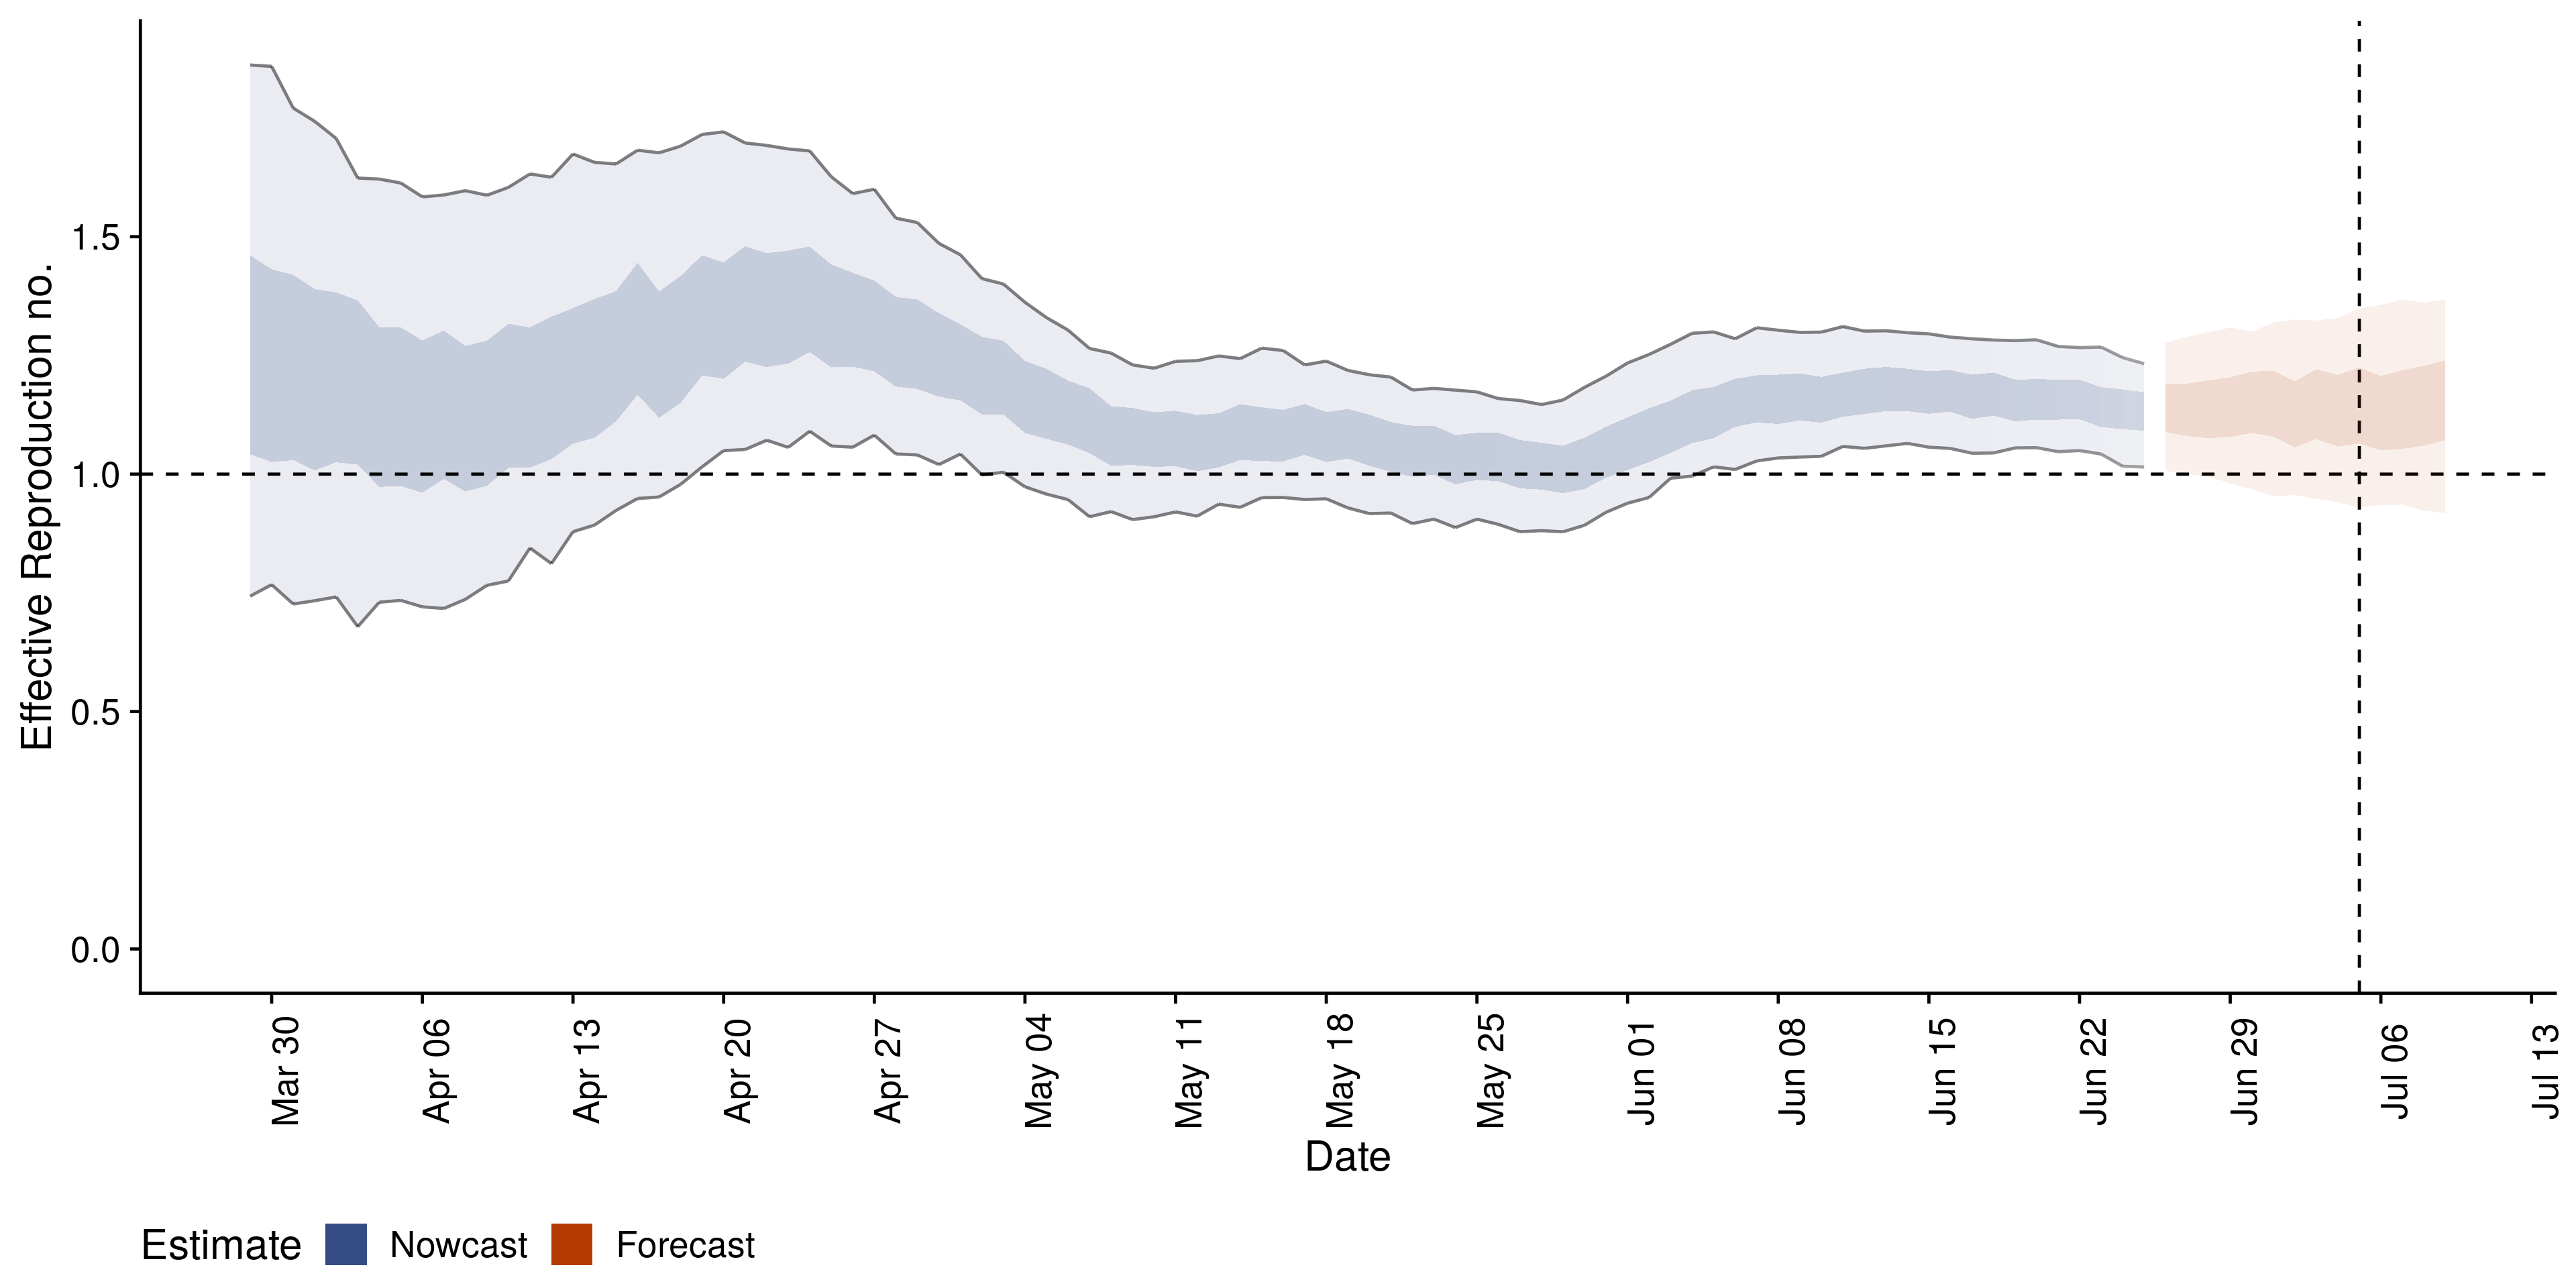 Effective Reproduction no.
1.5
1.0
0.5
0.0
Mar 30
Apr 06
Apr 13
Apr 20
Apr 27
May 04
May 11
May 18
May 25
Jun 01
Jun 08
Jun 15
Jun 22
Jun 29
Jul 06
Jul 13
Date
Estimate Nowcast Forecast